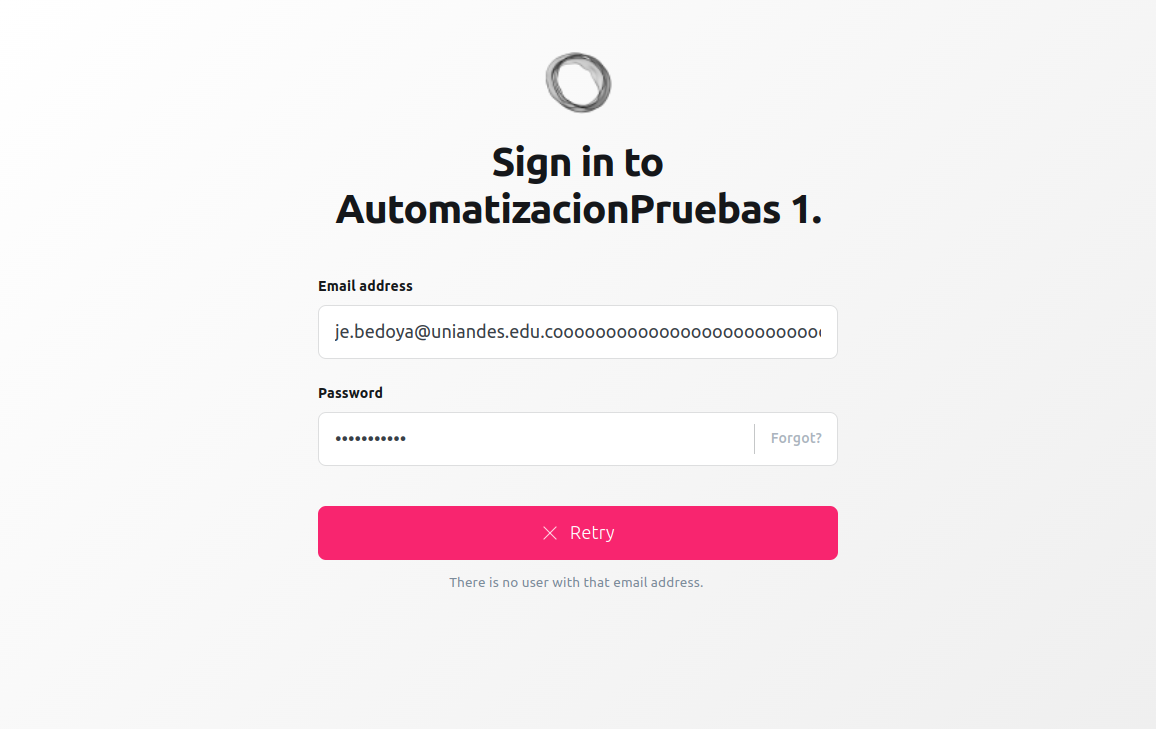 Sign in to
AutomatizacionPruebas 1.
Email address
je.bedoya@uniandes.edu.cooooooooooooooooooooooooooo
Password
•••••••••••
Forgot?
Retry
There is no user with that email address.